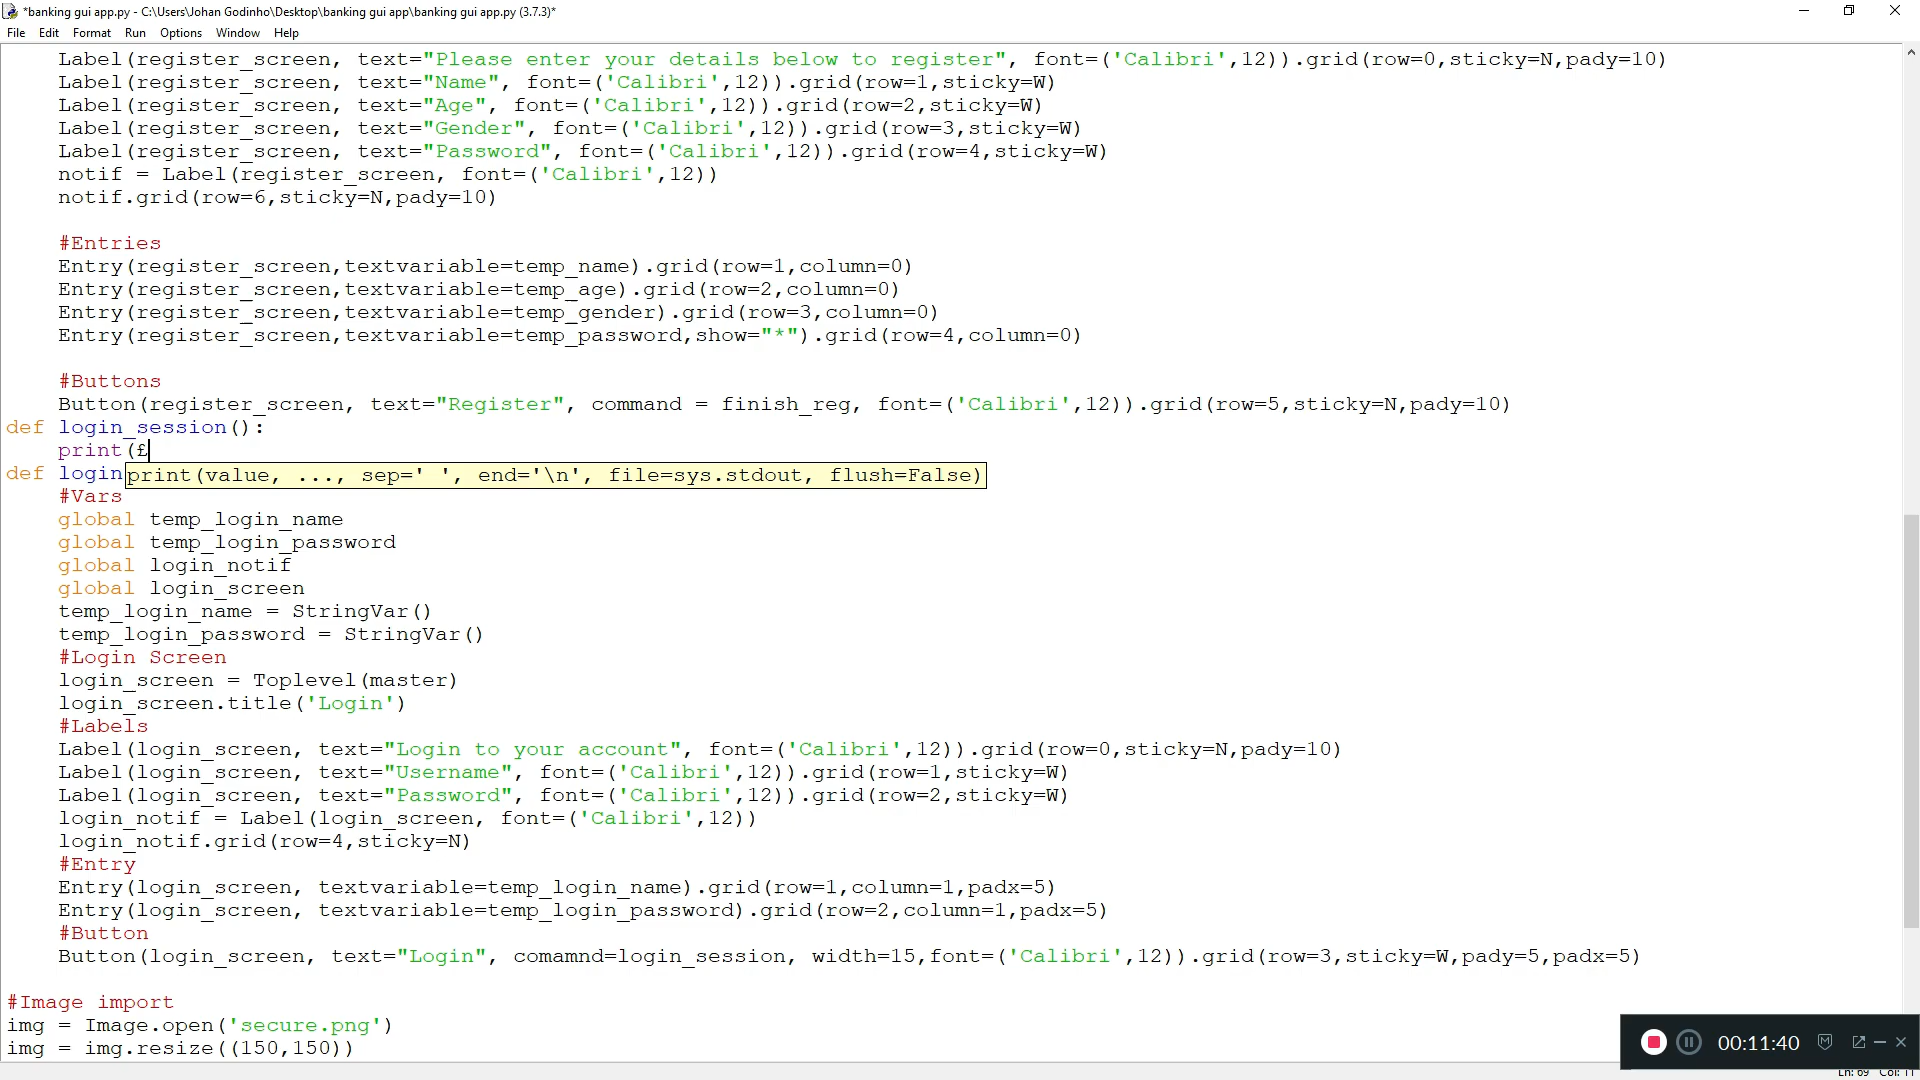 *banking gui app.py - C:\Users\Johan Godinho\Desktop\banking gui app\banking gui app.py (3.7.3)*
File Edit Format Run Options Window Help
Label(register_screen, text="Please enter your details below to register", font=('Calibri',12)).grid(row=0,sticky=N,pady=10)
Label(register_screen, text="Name", font=('Calibri',12)).grid(row=1,sticky=W)
Label(register_screen, text="Age", font=('Calibri',12)).grid(row=2,sticky=W)
Label(register_screen, text="Gender", font=('Calibri',12)).grid(row=3,sticky=W)
Label(register_screen, text="Password", font=('Calibri',12)).grid(row=4,sticky=W)
notif = Label(register_screen, font=('Calibri',12))
notif.grid(row=6,sticky=N,pady=10)
#Entries
Entry(register_screen,textvariable=temp_name).grid(row=1,column=0)
Entry(register_screen,textvariable=temp_age).grid(row=2,column=0)
Entry(register_screen,textvariable=temp_gender).grid(row=3,column=0)
Entry(register_screen,textvariable=temp_password,show="*").grid(row=4,column=0)
#Buttons
Button(register_screen, text="Register", command = finish_reg, font=('Calibri',12)).grid(row=5,sticky=N,pady=10)
def login_session():
print(£
def login
print(value, ..., sep=' ', end='\n', file=sys.stdout, flush=False)
#Vars
global temp_login_name
global temp_login_password
global login_notif
global login_screen
temp_login_name = StringVar()
temp_login_password = StringVar()
#Login Screen
login_screen = Toplevel(master)
login_screen.title('Login')
#Labels
Label(login_screen, text="Login to your account", font=('Calibri',12)).grid(row=0,sticky=N,pady=10)
Label(login_screen, text="Username", font=('Calibri',12)).grid(row=1,sticky=W)
Label(login_screen, text="Password", font=('Calibri',12)).grid(row=2,sticky=W)
login_notif = Label(login_screen, font=('Calibri',12))
login_notif.grid(row=4,sticky=N)
#Entry
Entry(login_screen, textvariable=temp_login_name).grid(row=1,column=1,padx=5)
Entry(login_screen, textvariable=temp_login_password).grid(row=2,column=1,padx=5)
#Button
Button(login_screen, text="Login", comamnd=login_session, width=15,font=('Calibri',12)).grid(row=3,sticky=W,pady=5,padx=5)
#Image import
img = Image.open('secure.png')
img = img.resize((150,150))
00:11:40
Ln: 69 Col: 11